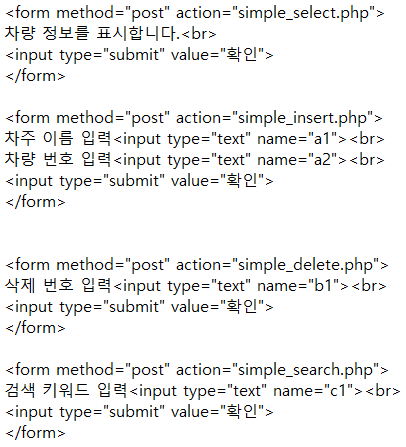 <form method="post" action="simple_select.php">
차량 정보를 표시합니다.<br>
<input type="submit" value="확인">
</form>
<form method="post" action="simple_insert.php">
차주 이름 입력<input type="text" name="a1"><br>
차량 번호 입력<input type="text" name="a2"><br>
<input type="submit" value="확인">
</form>
<form method="post" action="simple_delete.php">
삭제 번호 입력<input type="text" name="b1"><br>
<input type="submit" value="확인">
</form>
<form method="post" action="simple_search.php">
검색 키워드 입력<input type="text" name="c1"><br>
<input type="submit" value="확인">
</form>